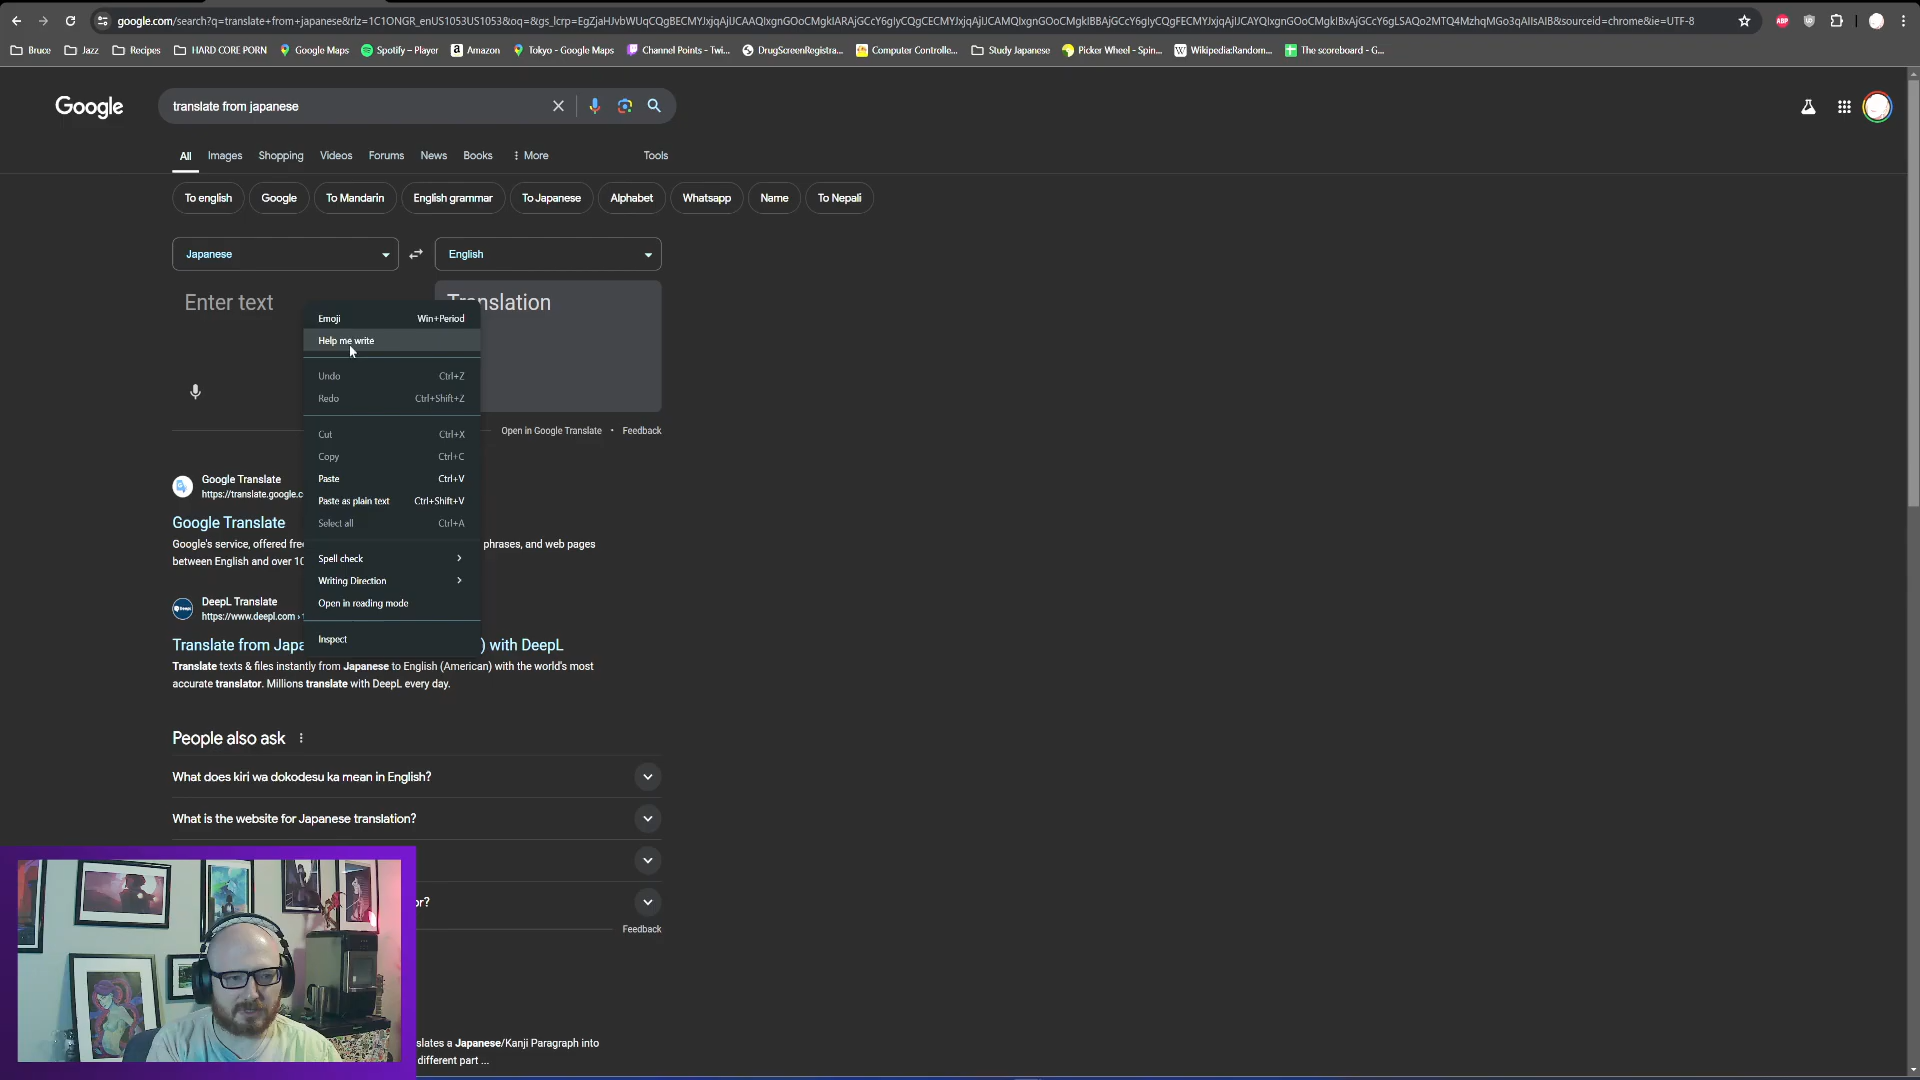 google.com/search?q=translate+from+japanese&rlz=1C1ONGR_enUS1053US1053&oq=&gs_lcrp=
Bruce Jazz Recipes HARD CORE PORN Google Maps Spotify – Player Amazon Tokyo - Google Maps Channel Points - Twi... DrugScreenRegistra... Computer Controlle... Study Japanese Picker Wheel - Spin... Wikipedia:Random... The scoreboard - G...
Google
translate from japanese
All Images Shopping Videos Forums News Books More Tools
To english Google To Mandarin English grammar To Japanese Alphabet Whatsapp Name To Nepali
Japanese English
Enter text
Translation
Emoji Win+Period
Help me write
Undo Ctrl+Z
Redo Ctrl+Shift+Z
Cut Ctrl+X
Copy Ctrl+C
Paste Ctrl+V
Paste as plain text Ctrl+Shift+V
Select all Ctrl+A
Spell check
Writing Direction
Open in reading mode
Inspect
Open in Google Translate • Feedback
Google Translate
https://translate.google.c
Google Translate
Google's service, offered fre phrases, and web pages
between English and over 10
DeepL Translate
https://www.deepl.com ›
Translate from Japa ) with DeepL
Translate texts & files instantly from Japanese to English (American) with the world's most
accurate translator. Millions translate with DeepL every day.
People also ask
What does kiri wa dokodesu ka mean in English?
What is the website for Japanese translation?
or?
Feedback
slates a Japanese/Kanji Paragraph into
different part ...